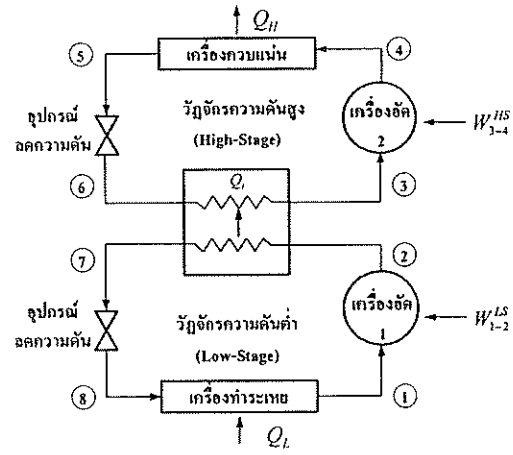 Q_H
5
เครื่องควบแน่น
4
อุปกรณ์
ลดความดัน
วัฏจักรความดันสูง
(High-Stage)
เครื่องอัด
2
W_{3-4}^{HS}
6
Q_i
3
7
2
อุปกรณ์
ลดความดัน
วัฏจักรความดันต่ำ
(Low-Stage)
เครื่องอัด
1
W_{1-2}^{LS}
8
เครื่องทำระเหย
1
Q_L